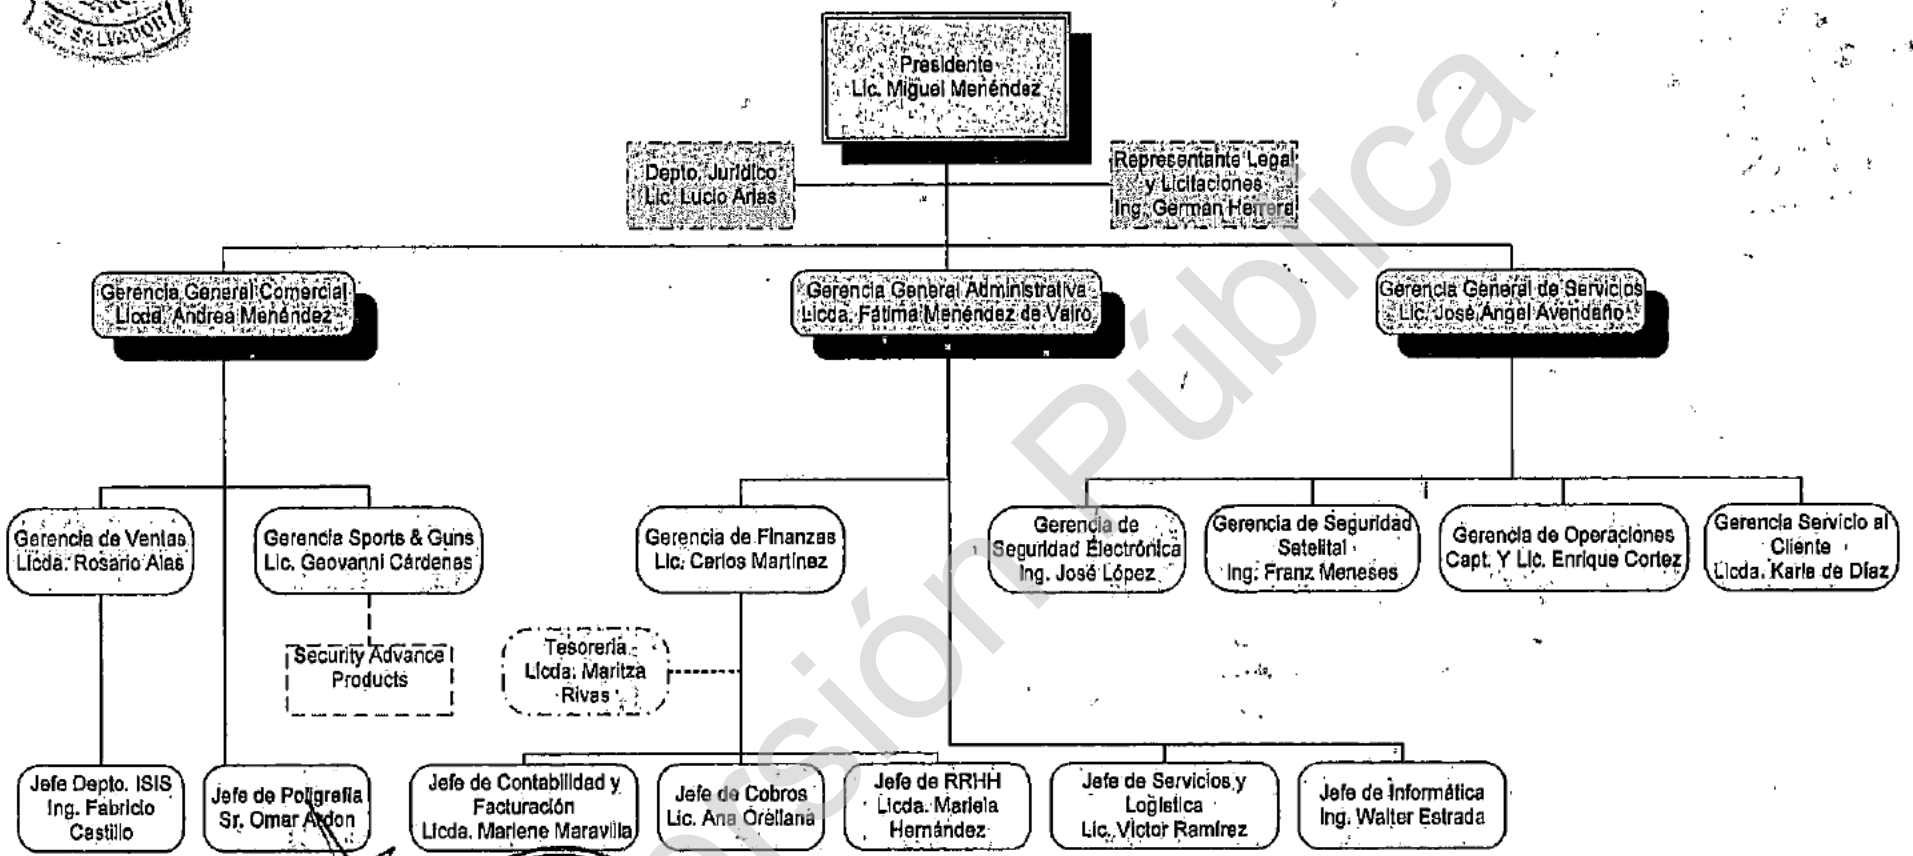 EL SALVADOR
Presidente
Lic. Miguel Menéndez
Depto. Jurídico
Lic. Lucio Arias
Representante Legal
y Licitaciones
Ing. German Herrera
Gerencia General Comercial
Licda. Andrea Menéndez
Gerencia General Administrativa
Licda. Fátima Menéndez de Vairo
Gerencia General de Servicios
Lic. José Angel Avendaño
Gerencia de Ventas
Licda. Rosario Alas
Gerencia Sports & Guns
Lic. Geovanni Cárdenas
Gerencia de Finanzas
Lic. Carlos Martínez
Gerencia de
Seguridad Electrónica
Ing. José López
Gerencia de Seguridad
Satelital
Ing. Franz Meneses
Gerencia de Operaciones
Capt. Y Lic. Enrique Cortez
Gerencia Servicio al
Cliente
Licda. Karla de Díaz
Security Advance
Products
Tesorería
Licda. Maritza
Rivas
Jefe Depto. ISIS
Ing. Fabricio
Castillo
Jefe de Poligrafía
Sr. Omar Ardon
Jefe de Contabilidad y
Facturación
Licda. Marlene Maravilla
Jefe de Cobros
Lic. Ana Orellana
Jefe de RRHH
Licda. Mariela
Hernández
Jefe de Servicios y
Logística
Lic. Victor Ramírez
Jefe de Informática
Ing. Walter Estrada
Versión Pública